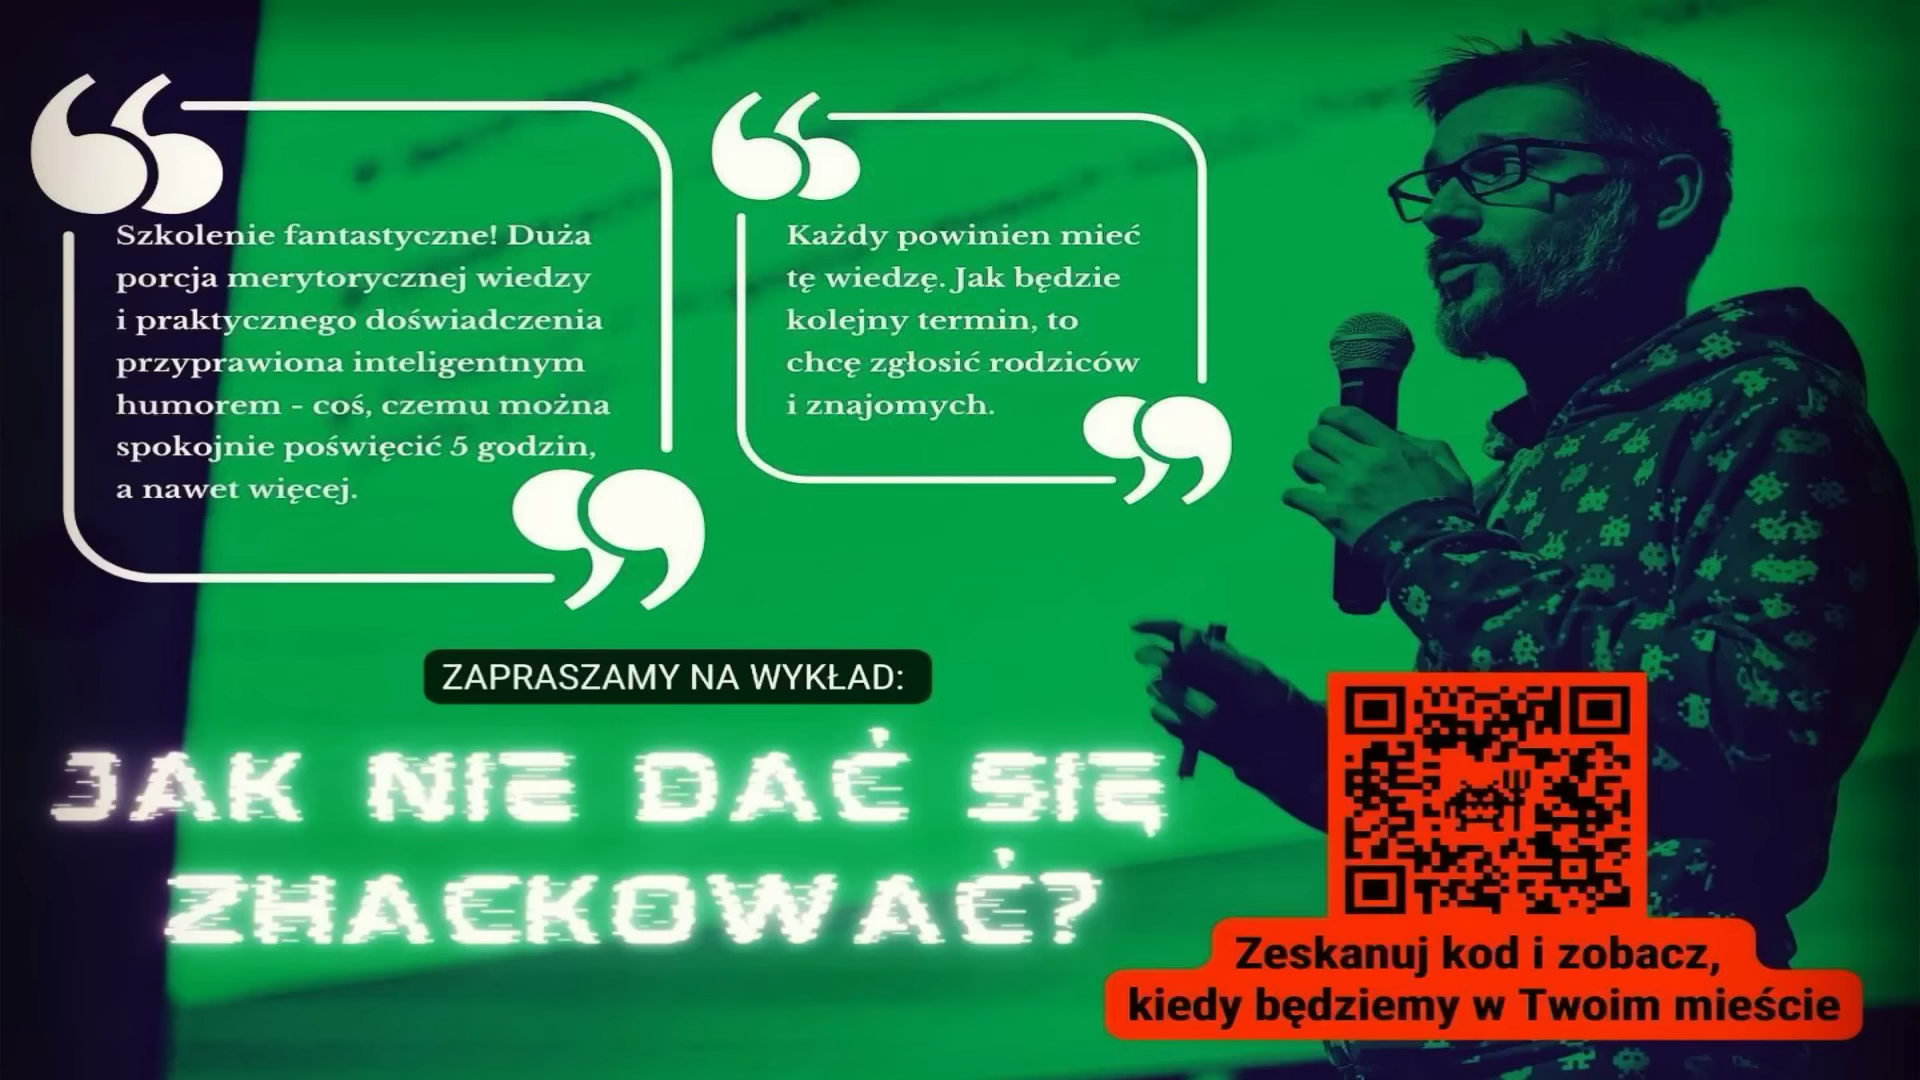 Szkolenie fantastyczne! Duża
porcja merytorycznej wiedzy
i praktycznego doświadczenia
przyprawiona inteligentnym
humorem - coś, czemu można
spokojnie poświęcić 5 godzin,
a nawet więcej.
Każdy powinien mieć
tę wiedzę. Jak będzie
kolejny termin, to
chcę zgłosić rodziców
i znajomych.
ZAPRASZAMY NA WYKŁAD:
JAK NIE DAĆ SIĘ
ZHACKOWAĆ?
Zeskanuj kod i zobacz,
kiedy będziemy w Twoim mieście